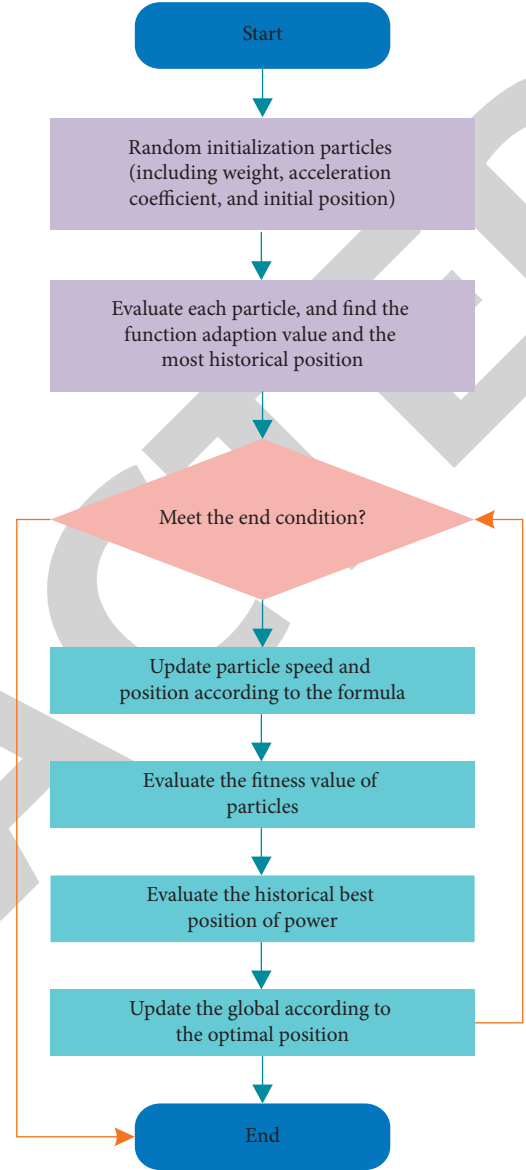 Start
Random initialization particles
(including weight, acceleration
coefficient, and initial position)
Evaluate each particle, and find the
function adaption value and the
most historical position
Meet the end condition?
Update particle speed and
position according to the formula
Evaluate the fitness value of
particles
Evaluate the historical best
position of power
Update the global according to
the optimal position
End